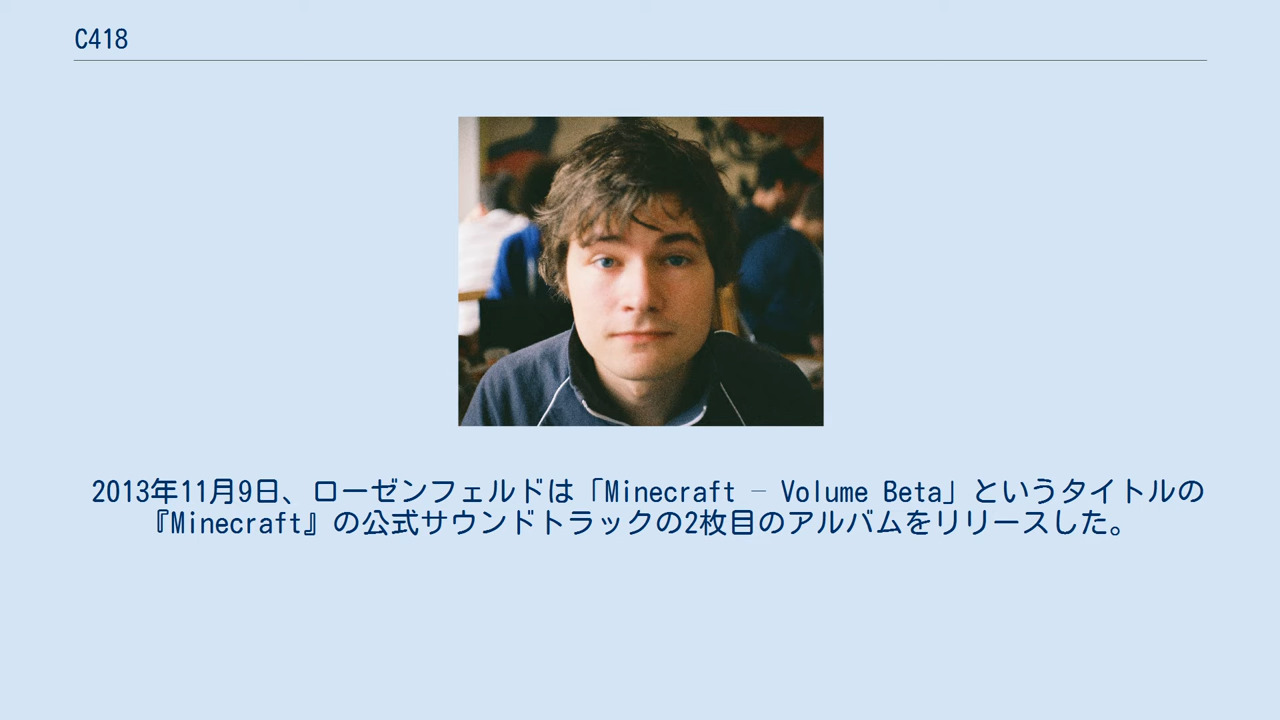 C418
2013年11月9日、ローゼンフェルドは「Minecraft – Volume Beta」というタイトルの
『Minecraft』の公式サウンドトラックの2枚目のアルバムをリリースした。